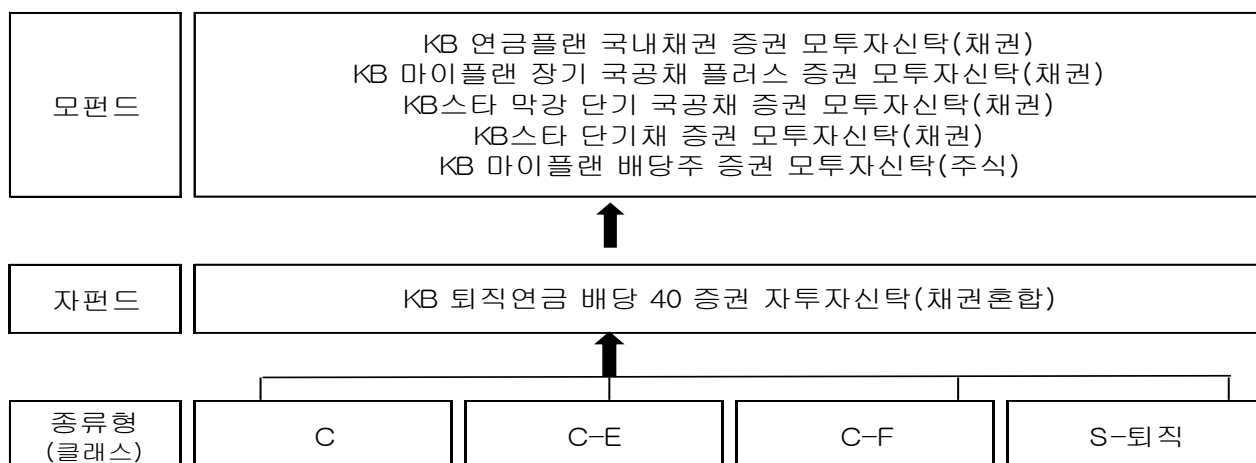 모펀드
KB 연금플랜 국내채권 증권 모투자신탁(채권)
KB 마이플랜 장기 국공채 플러스 증권 모투자신탁(채권)
KB스타 막강 단기 국공채 증권 모투자신탁(채권)
KB스타 단기채 증권 모투자신탁(채권)
KB 마이플랜 배당주 증권 모투자신탁(주식)
자펀드
KB 퇴직연금 배당 40 증권 자투자신탁(채권혼합)
종류형
(클래스)
C
C-E
C-F
S-퇴직